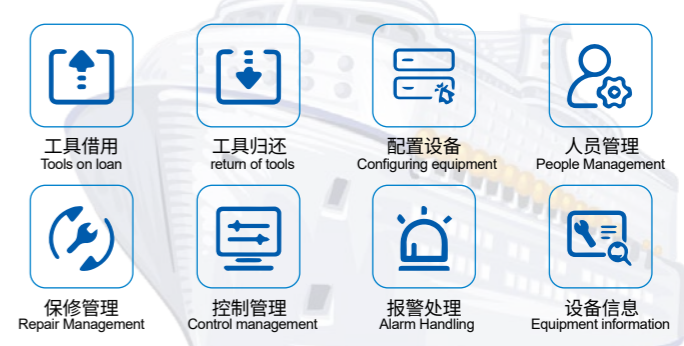 工具借用
Tools on loan
工具归还
return of tools
配置设备
Configuring equipment
人员管理
People Management
保修管理
Repair Management
控制管理
Control management
报警处理
Alarm Handling
设备信息
Equipment information